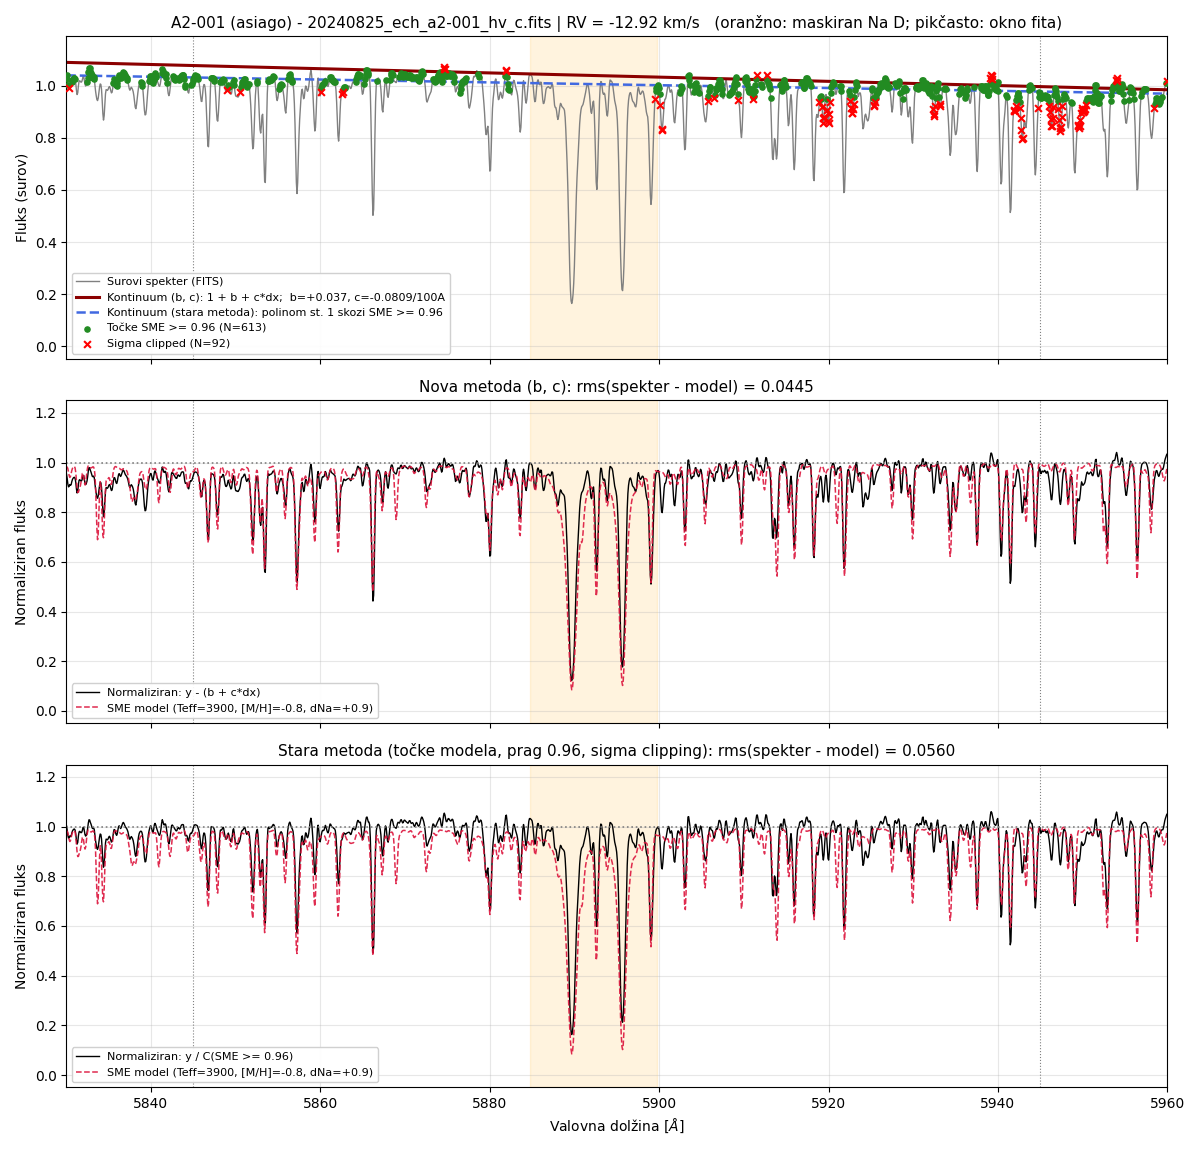 A2-001 (asiago) - 20240825_ech_a2-001_hv_c.fits | RV = -12.92 km/s   (oranžno: maskiran Na D; pikčasto: okno fita)
Fluks (surov)
1.0
0.8
0.6
0.4
0.2
0.0
Surovi spekter (FITS)
Kontinuum (b, c): 1 + b + c*dx;  b=+0.037, c=-0.0809/100A
Kontinuum (stara metoda): polinom st. 1 skozi SME >= 0.96
Točke SME >= 0.96 (N=613)
Sigma clipped (N=92)
Nova metoda (b, c): rms(spekter - model) = 0.0445
Normaliziran fluks
1.2
1.0
0.8
0.6
0.4
0.2
0.0
Normaliziran: y - (b + c*dx)
SME model (Teff=3900, [M/H]=-0.8, dNa=+0.9)
Stara metoda (točke modela, prag 0.96, sigma clipping): rms(spekter - model) = 0.0560
Normaliziran fluks
1.2
1.0
0.8
0.6
0.4
0.2
0.0
Normaliziran: y / C(SME >= 0.96)
SME model (Teff=3900, [M/H]=-0.8, dNa=+0.9)
5840 5860 5880 5900 5920 5940 5960
Valovna dolžina [Å]